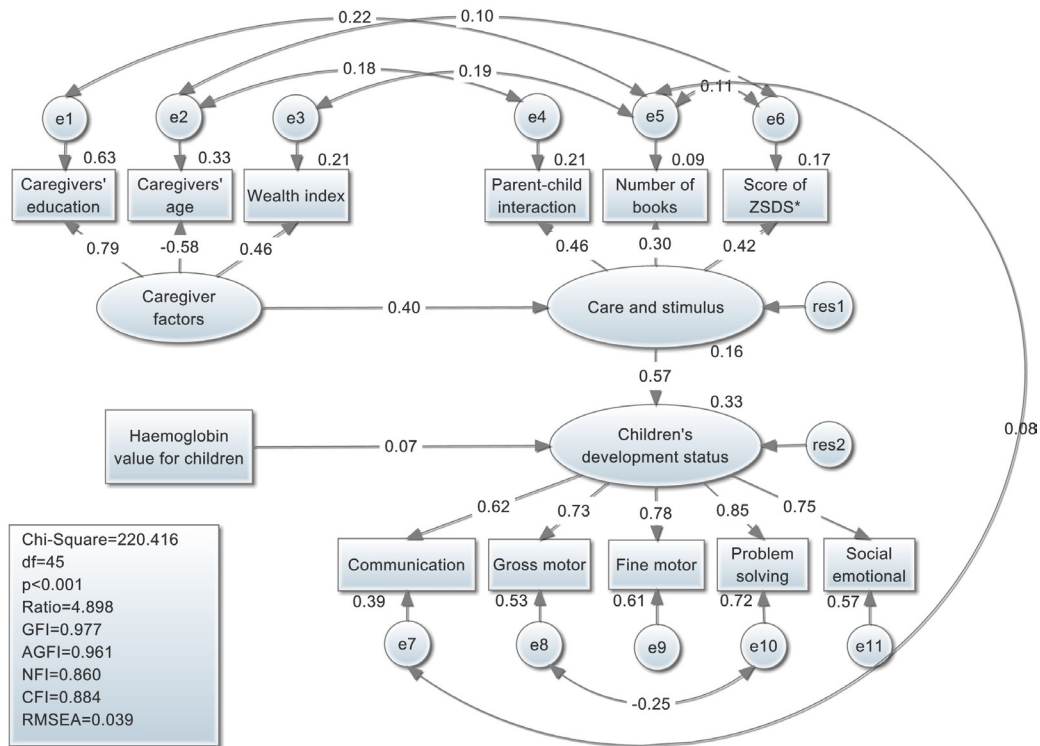 0.22
0.10
0.18
0.19
0.11
e1
e2
e3
e4
e5
e6
0.63
0.33
0.21
0.21
0.09
0.17
Caregivers'
education
Caregivers'
age
Wealth index
Parent-child
interaction
Number of
books
Score of
ZSDS*
0.79
-0.58
0.46
0.46
0.30
0.42
Caregiver
factors
0.40
Care and stimulus
res1
0.16
0.57
0.33
Haemoglobin
value for children
0.07
Children's
development status
res2
0.08
0.62
0.73
0.78
0.85
0.75
Communication
Gross motor
Fine motor
Problem
solving
Social
emotional
0.39
0.53
0.61
0.72
0.57
e7
e8
e9
e10
e11
-0.25
Chi-Square=220.416
df=45
p<0.001
Ratio=4.898
GFI=0.977
AGFI=0.961
NFI=0.860
CFI=0.884
RMSEA=0.039